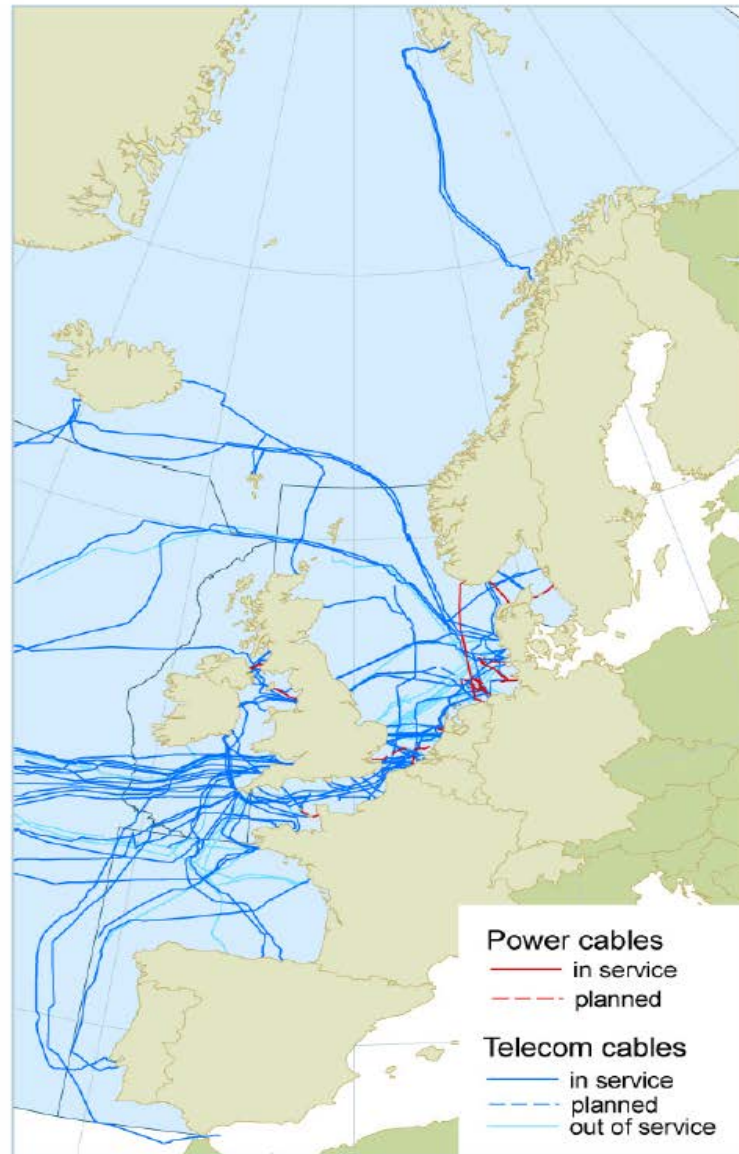 Power cables
in service
planned
Telecom cables
in service
planned
out of service